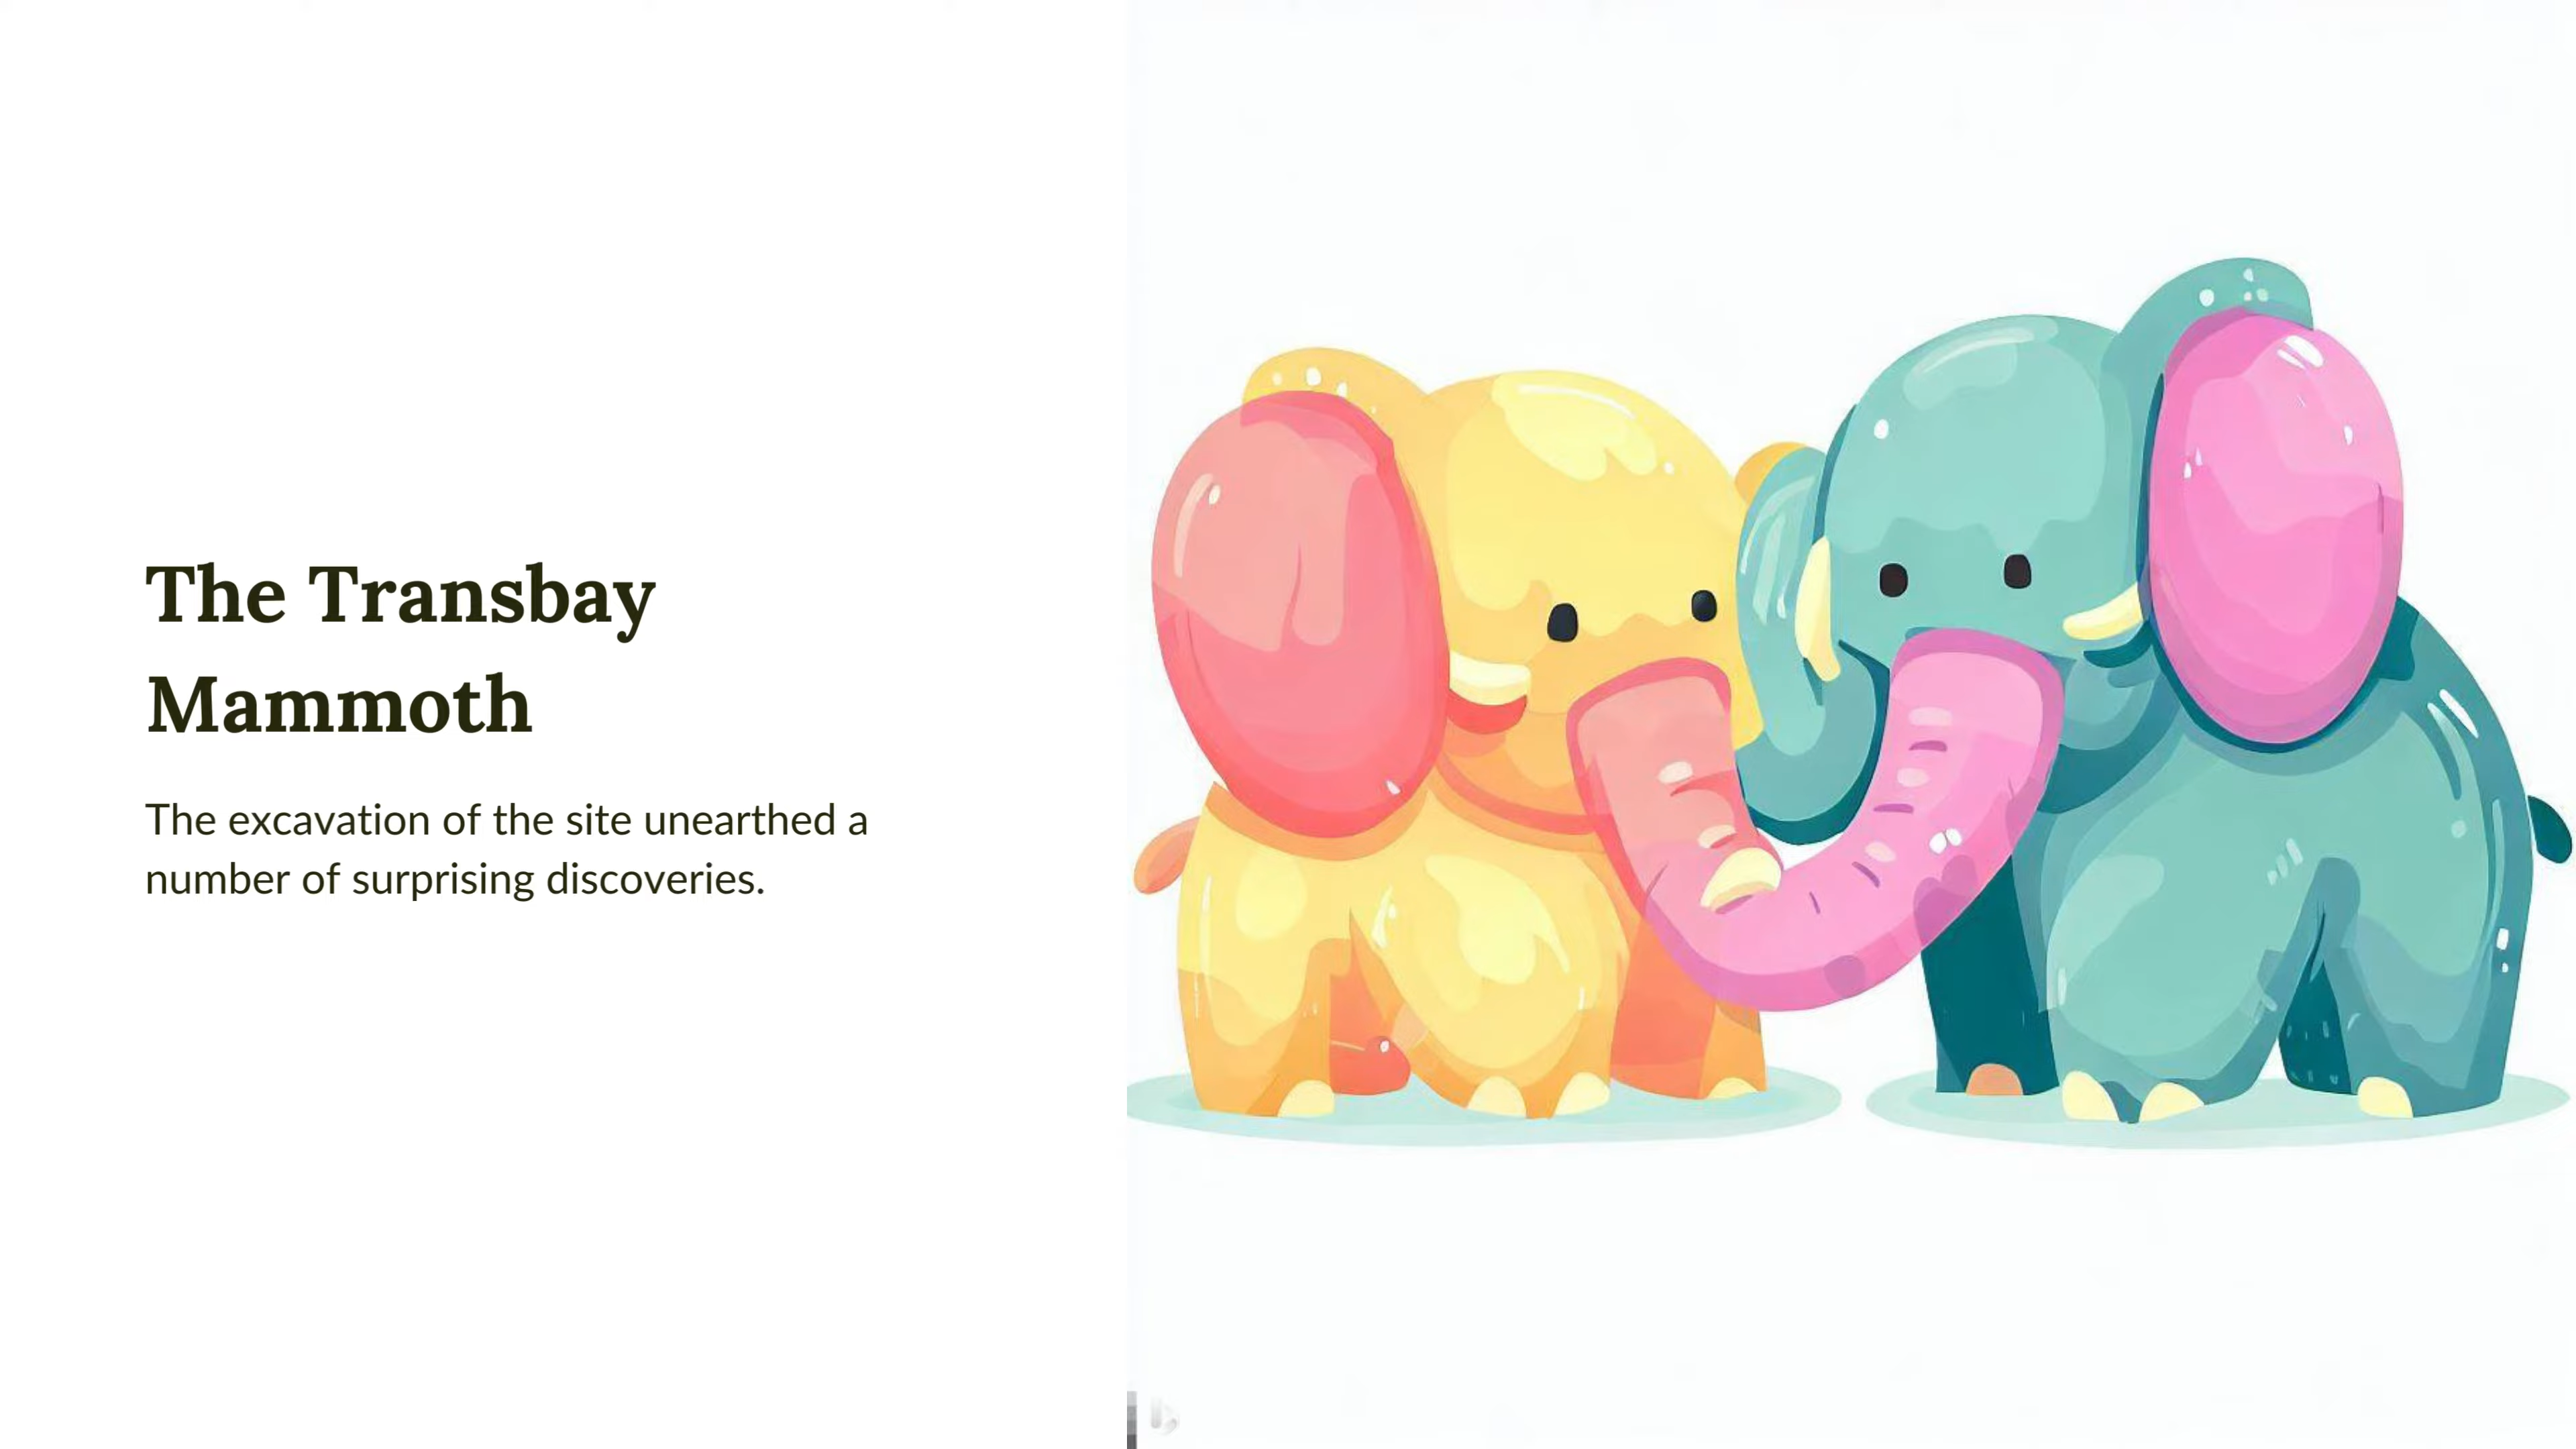 The Transbay
Mammoth
The excavation of the site unearthed a
number of surprising discoveries.